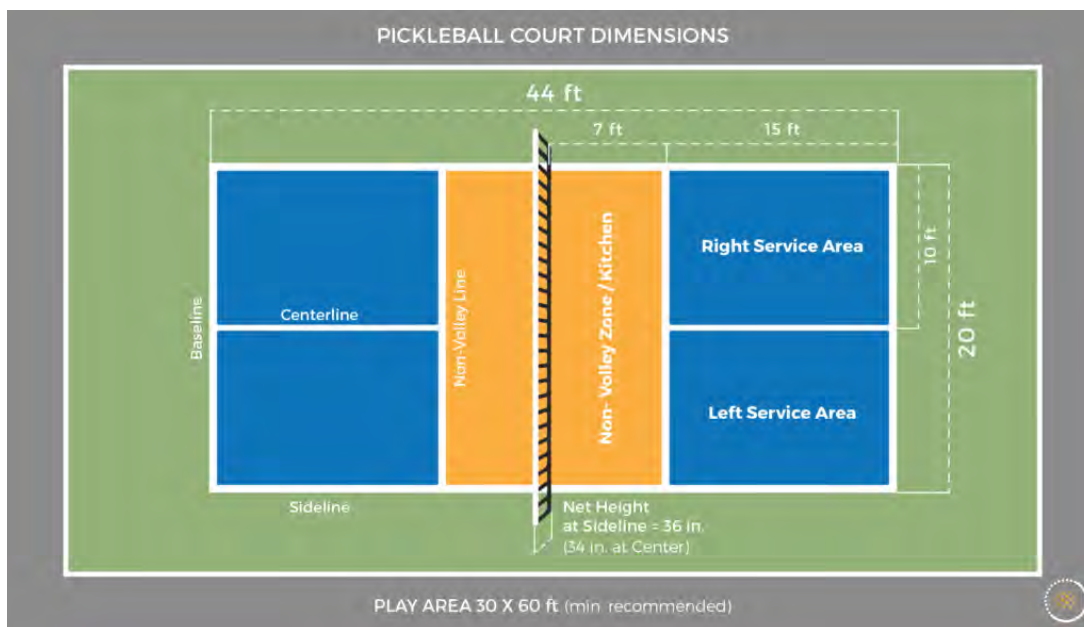 PICKLEBALL COURT DIMENSIONS
44 ft
7 ft
15 ft
Baseline
Centerline
Non-Volley Line
Non- Volley Zone / Kitchen
Right Service Area
Left Service Area
10 ft
20 ft
Sideline
Net Height
at Sideline = 36 in.
(34 in. at Center)
PLAY AREA 30 X 60 ft (min recommended)